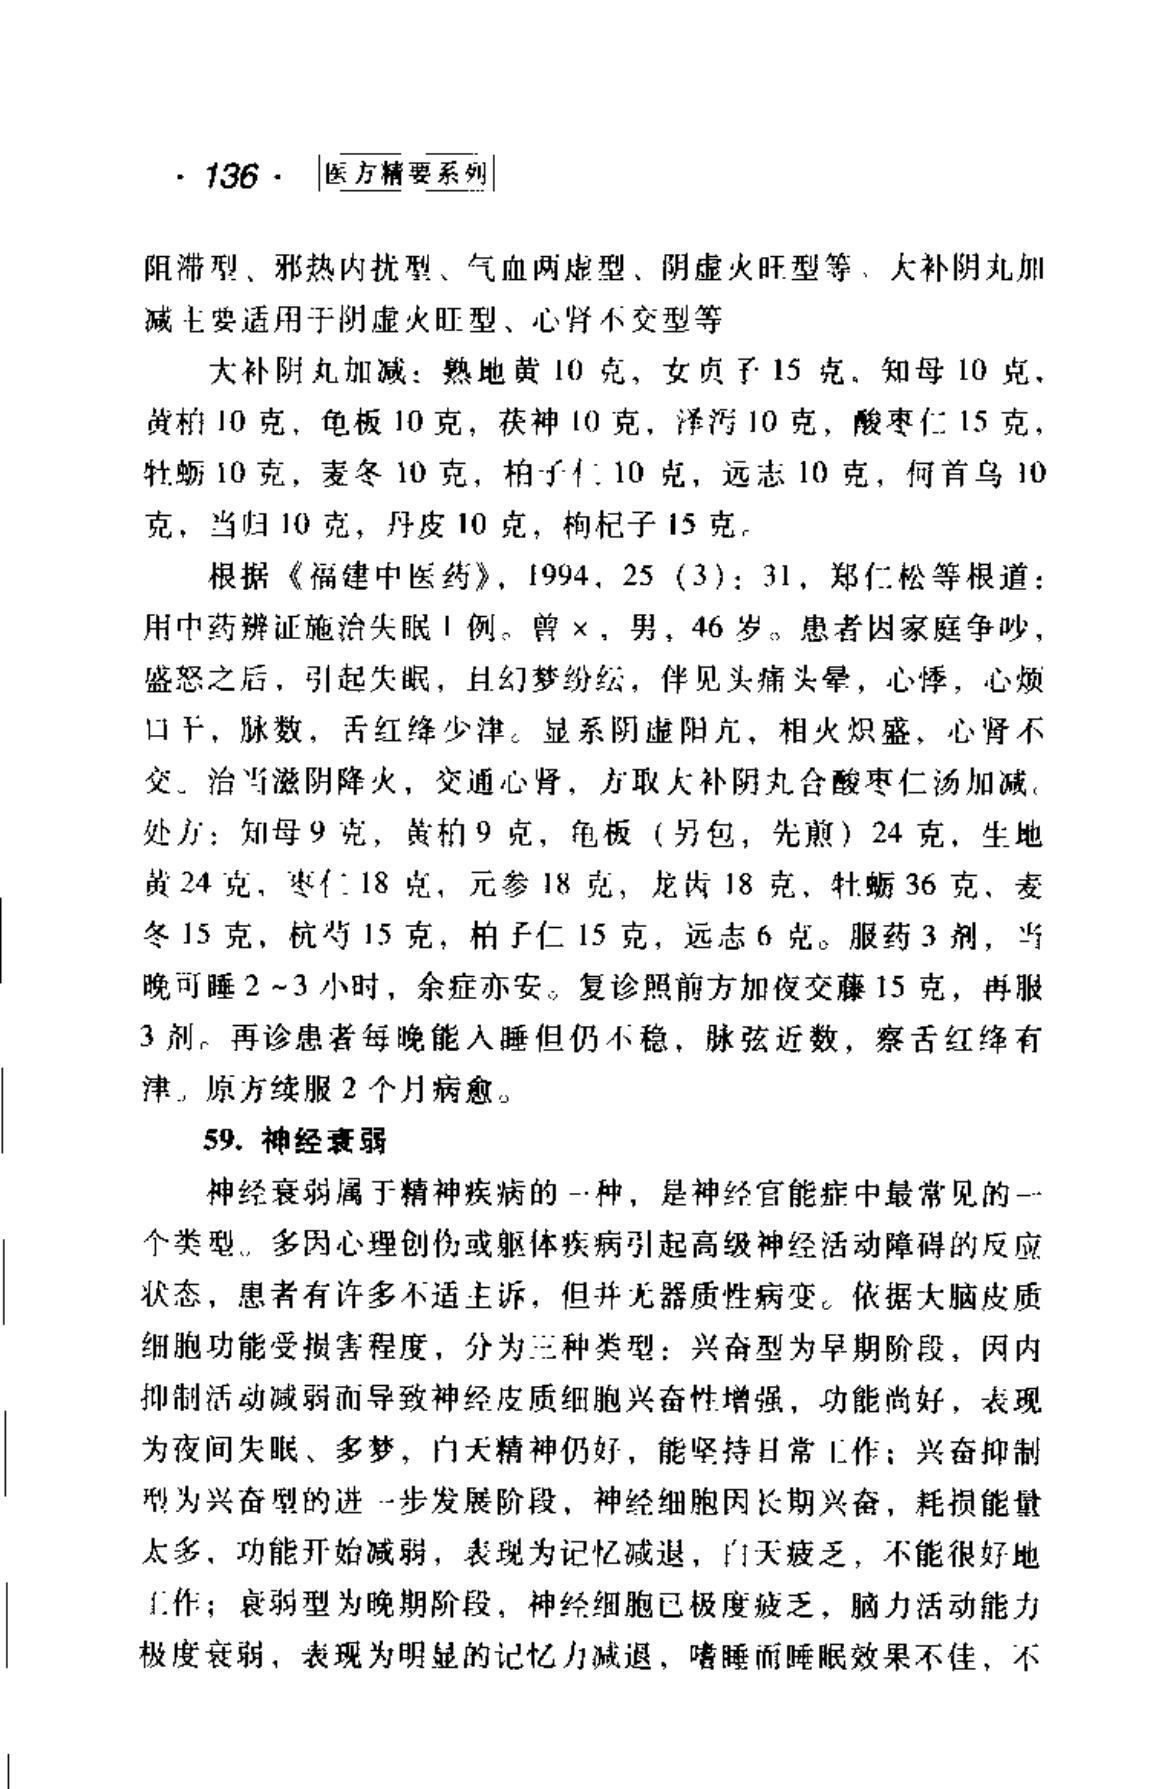 · 136 · 医方精要系列
阻滞型、邪热内扰型、气血两虚型、阴虚火旺型等、大补阴丸加
减主要适用于阴虚火旺型、心肾不交型等
大补阴丸加减：熟地黄 10 克，女贞子 15 克，知母 10 克，
黄柏 10 克，龟板 10 克，茯神 10 克，泽泻 10 克，酸枣仁 15 克，
牡蛎 10 克，麦冬 10 克，柏子仁 10 克，远志 10 克，何首乌 10
克，当归 10 克，丹皮 10 克，枸杞子 15 克。
根据《福建中医药》，1994，25（3）：31，郑仁松等根道：
用中药辨证施治失眠 1 例。曾 ×，男，46 岁。患者因家庭争吵，
盛怒之后，引起失眠，且幻梦纷纭，伴见头痛头晕，心悸，心烦
口干，脉数，舌红绛少津。显系阴虚阳亢，相火炽盛，心肾不
交。治当滋阴降火，交通心肾，方取大补阴丸合酸枣仁汤加减。
处方：知母 9 克，黄柏 9 克，龟板（另包，先煎）24 克，生地
黄 24 克，枣仁 18 克，元参 18 克，龙齿 18 克，牡蛎 36 克，麦
冬 15 克，杭芍 15 克，柏子仁 15 克，远志 6 克。服药 3 剂，当
晚可睡 2～3 小时，余症亦安。复诊照前方加夜交藤 15 克，再服
3 剂。再诊患者每晚能入睡但仍不稳，脉弦近数，察舌红绛有
津。原方续服 2 个月病愈。
59. 神经衰弱
神经衰弱属于精神疾病的一种，是神经官能症中最常见的一
个类型。多因心理创伤或躯体疾病引起高级神经活动障碍的反应
状态，患者有许多不适主诉，但并尤器质性病变。依据大脑皮质
细胞功能受损害程度，分为三种类型：兴奋型为早期阶段，因内
抑制活动减弱而导致神经皮质细胞兴奋性增强，功能尚好，表现
为夜间失眠、多梦，白天精神仍好，能坚持日常工作；兴奋抑制
型为兴奋型的进一步发展阶段，神经细胞因长期兴奋，耗损能量
太多，功能开始减弱，表现为记忆减退，白天疲乏，不能很好地
工作；衰弱型为晚期阶段，神经细胞已极度疲乏，脑力活动能力
极度衰弱，表现为明显的记忆力减退，嗜睡而睡眠效果不佳，不